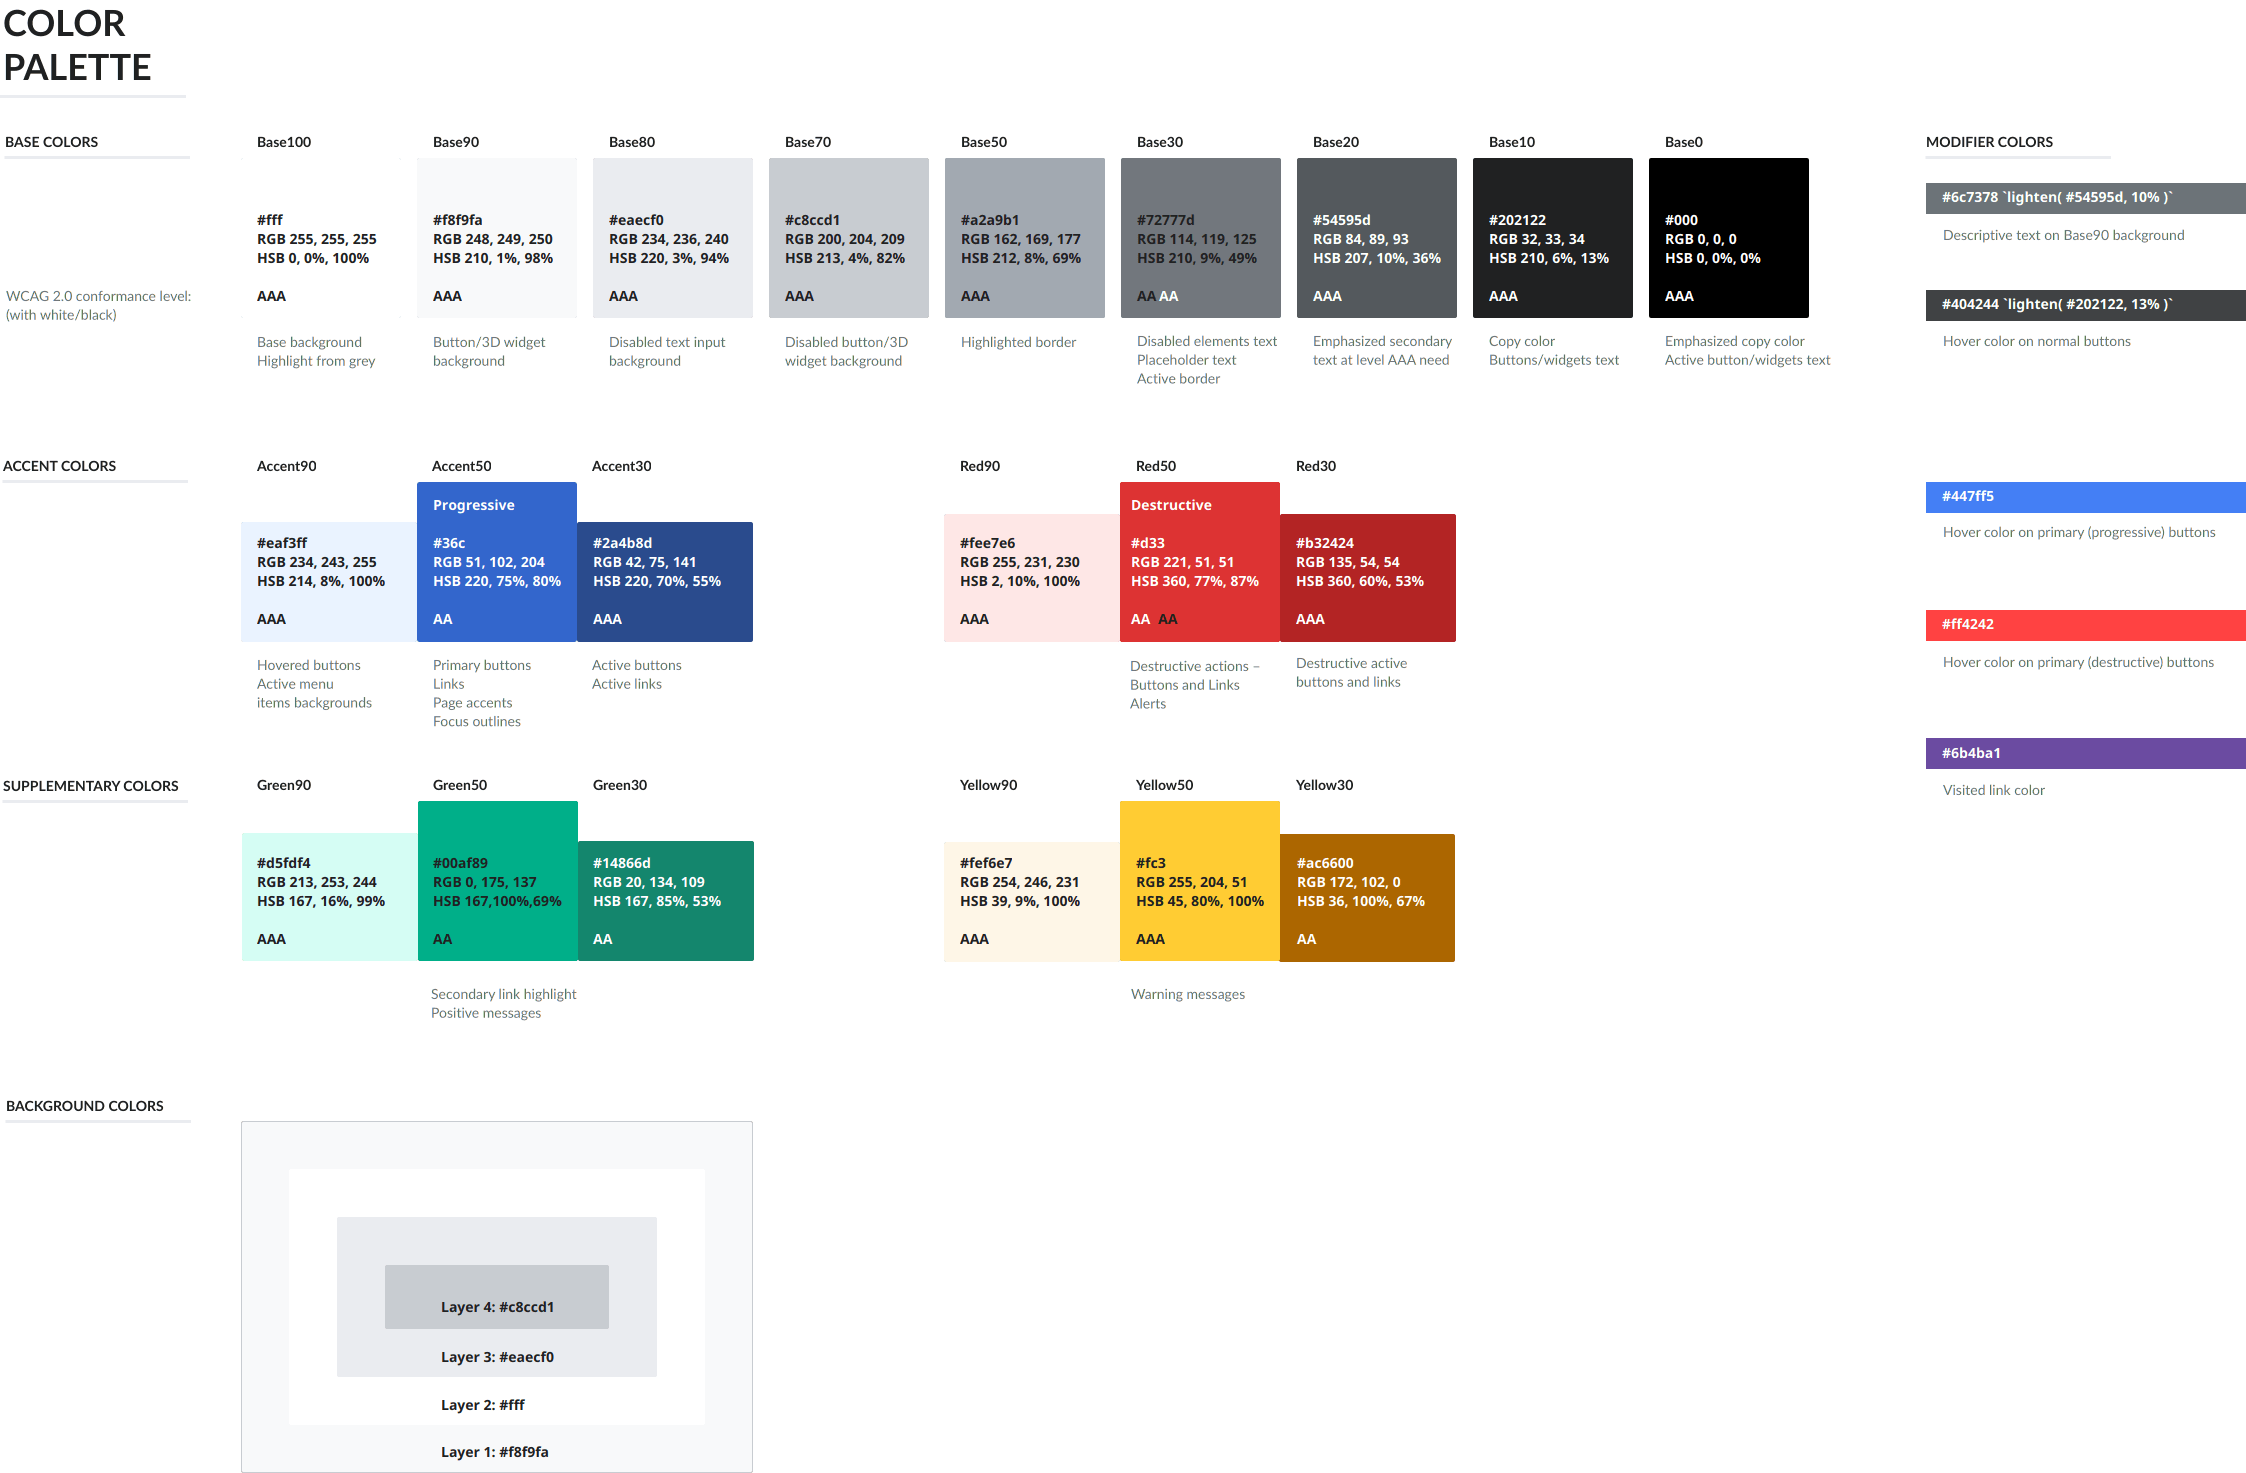 COLOR
PALETTE
BASE COLORS
WCAG 2.0 conformance level:
(with white/black)
Base100
#fff
RGB 255, 255, 255
HSB 0, 0%, 100%
AAA
Base background
Highlight from grey
Base90
#f8f9fa
RGB 248, 249, 250
HSB 210, 1%, 98%
AAA
Button/3D widget
background
Base80
#eaecf0
RGB 234, 236, 240
HSB 220, 3%, 94%
AAA
Disabled text input
background
Base70
#c8ccd1
RGB 200, 204, 209
HSB 213, 4%, 82%
AAA
Disabled button/3D
widget background
Base50
#a2a9b1
RGB 162, 169, 177
HSB 212, 8%, 69%
AAA
Highlighted border
Base30
#72777d
RGB 114, 119, 125
HSB 210, 9%, 49%
AA AA
Disabled elements text
Placeholder text
Active border
Base20
#54595d
RGB 84, 89, 93
HSB 207, 10%, 36%
AAA
Emphasized secondary
text at level AAA need
Base10
#202122
RGB 32, 33, 34
HSB 210, 6%, 13%
AAA
Copy color
Buttons/widgets text
Base0
#000
RGB 0, 0, 0
HSB 0, 0%, 0%
AAA
Emphasized copy color
Active button/widgets text
MODIFIER COLORS
#6c7378 `lighten( #54595d, 10% )`
Descriptive text on Base90 background
#404244 `lighten( #202122, 13% )`
Hover color on normal buttons
#447ff5
Hover color on primary (progressive) buttons
#ff4242
Hover color on primary (destructive) buttons
#6b4ba1
Visited link color
ACCENT COLORS
Accent90
#eaf3ff
RGB 234, 243, 255
HSB 214, 8%, 100%
AAA
Hovered buttons
Active menu
items backgrounds
Accent50
Progressive
#36c
RGB 51, 102, 204
HSB 220, 75%, 80%
AA
Primary buttons
Links
Page accents
Focus outlines
Accent30
#2a4b8d
RGB 42, 75, 141
HSB 220, 70%, 55%
AAA
Active buttons
Active links
Red90
#fee7e6
RGB 255, 231, 230
HSB 2, 10%, 100%
AAA
Red50
Destructive
#d33
RGB 221, 51, 51
HSB 360, 77%, 87%
AA AA
Destructive actions –
Buttons and Links
Alerts
Red30
#b32424
RGB 135, 54, 54
HSB 360, 60%, 53%
AAA
Destructive active
buttons and links
SUPPLEMENTARY COLORS
Green90
#d5fdf4
RGB 213, 253, 244
HSB 167, 16%, 99%
AAA
Green50
#00af89
RGB 0, 175, 137
HSB 167,100%,69%
AA
Secondary link highlight
Positive messages
Green30
#14866d
RGB 20, 134, 109
HSB 167, 85%, 53%
AA
Yellow90
#fef6e7
RGB 254, 246, 231
HSB 39, 9%, 100%
AAA
Yellow50
#fc3
RGB 255, 204, 51
HSB 45, 80%, 100%
AAA
Warning messages
Yellow30
#ac6600
RGB 172, 102, 0
HSB 36, 100%, 67%
AA
BACKGROUND COLORS
Layer 4: #c8ccd1
Layer 3: #eaecf0
Layer 2: #fff
Layer 1: #f8f9fa